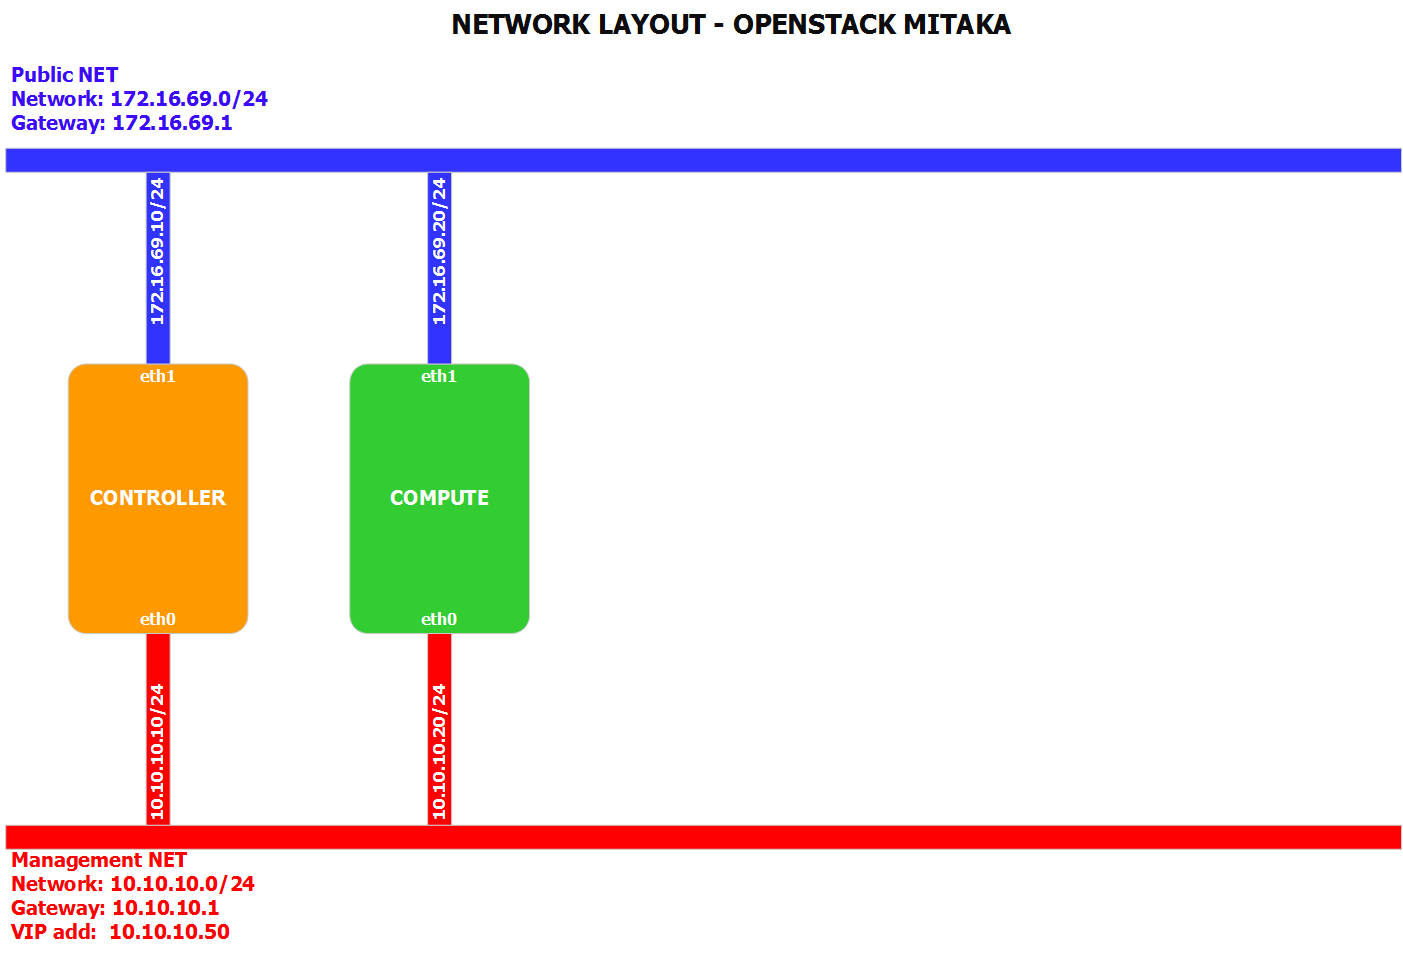 NETWORK LAYOUT - OPENSTACK MITAKA
Public NET
Network: 172.16.69.0/24
Gateway: 172.16.69.1
172.16.69.10/24
172.16.69.20/24
eth1
eth1
CONTROLLER
COMPUTE
eth0
eth0
10.10.10.10/24
10.10.10.20/24
Management NET
Network: 10.10.10.0/24
Gateway: 10.10.10.1
VIP add:  10.10.10.50